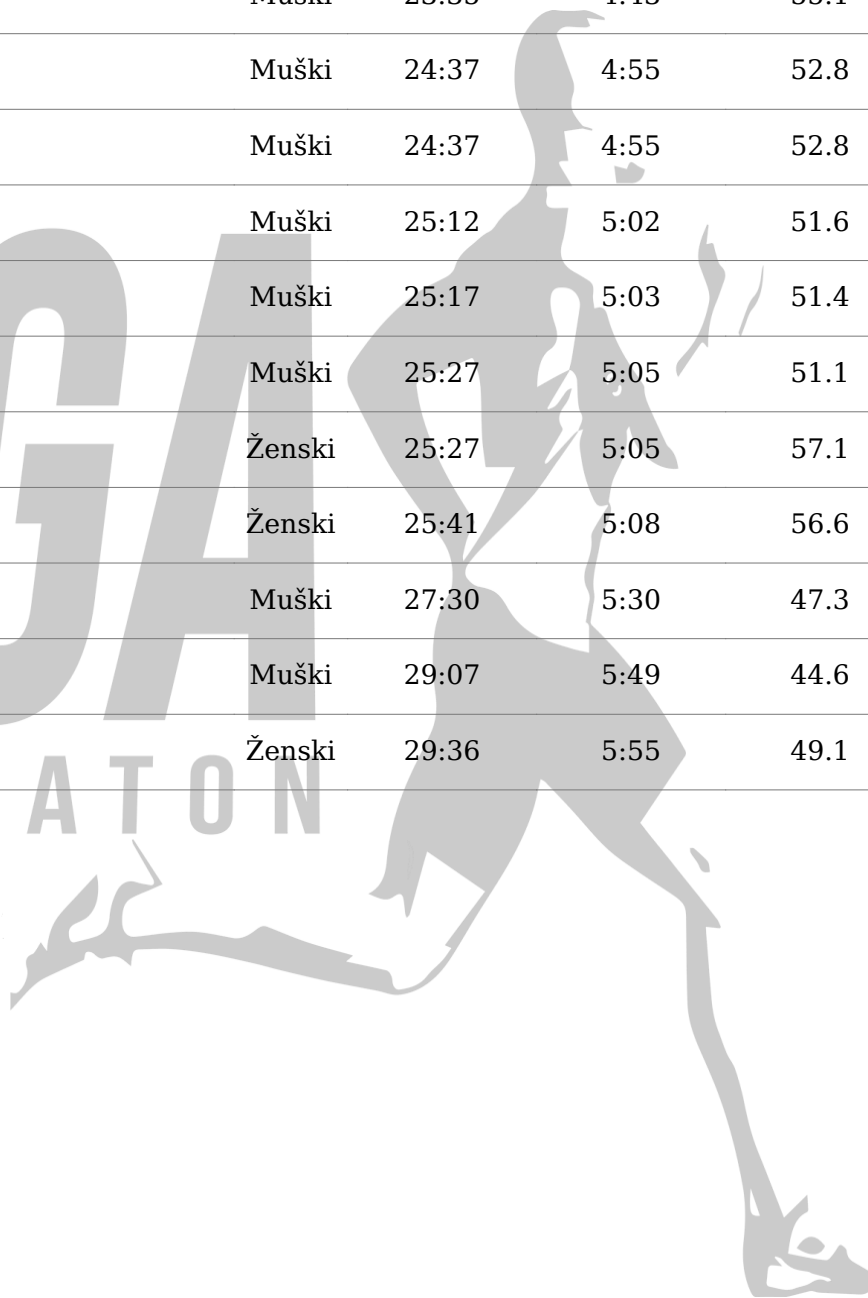 Muški 24:37 4:55 52.8
Muški 24:37 4:55 52.8
Muški 25:12 5:02 51.6
Muški 25:17 5:03 51.4
Muški 25:27 5:05 51.1
Ženski 25:27 5:05 57.1
Ženski 25:41 5:08 56.6
Muški 27:30 5:30 47.3
Muški 29:07 5:49 44.6
Ženski 29:36 5:55 49.1
GA
ATON